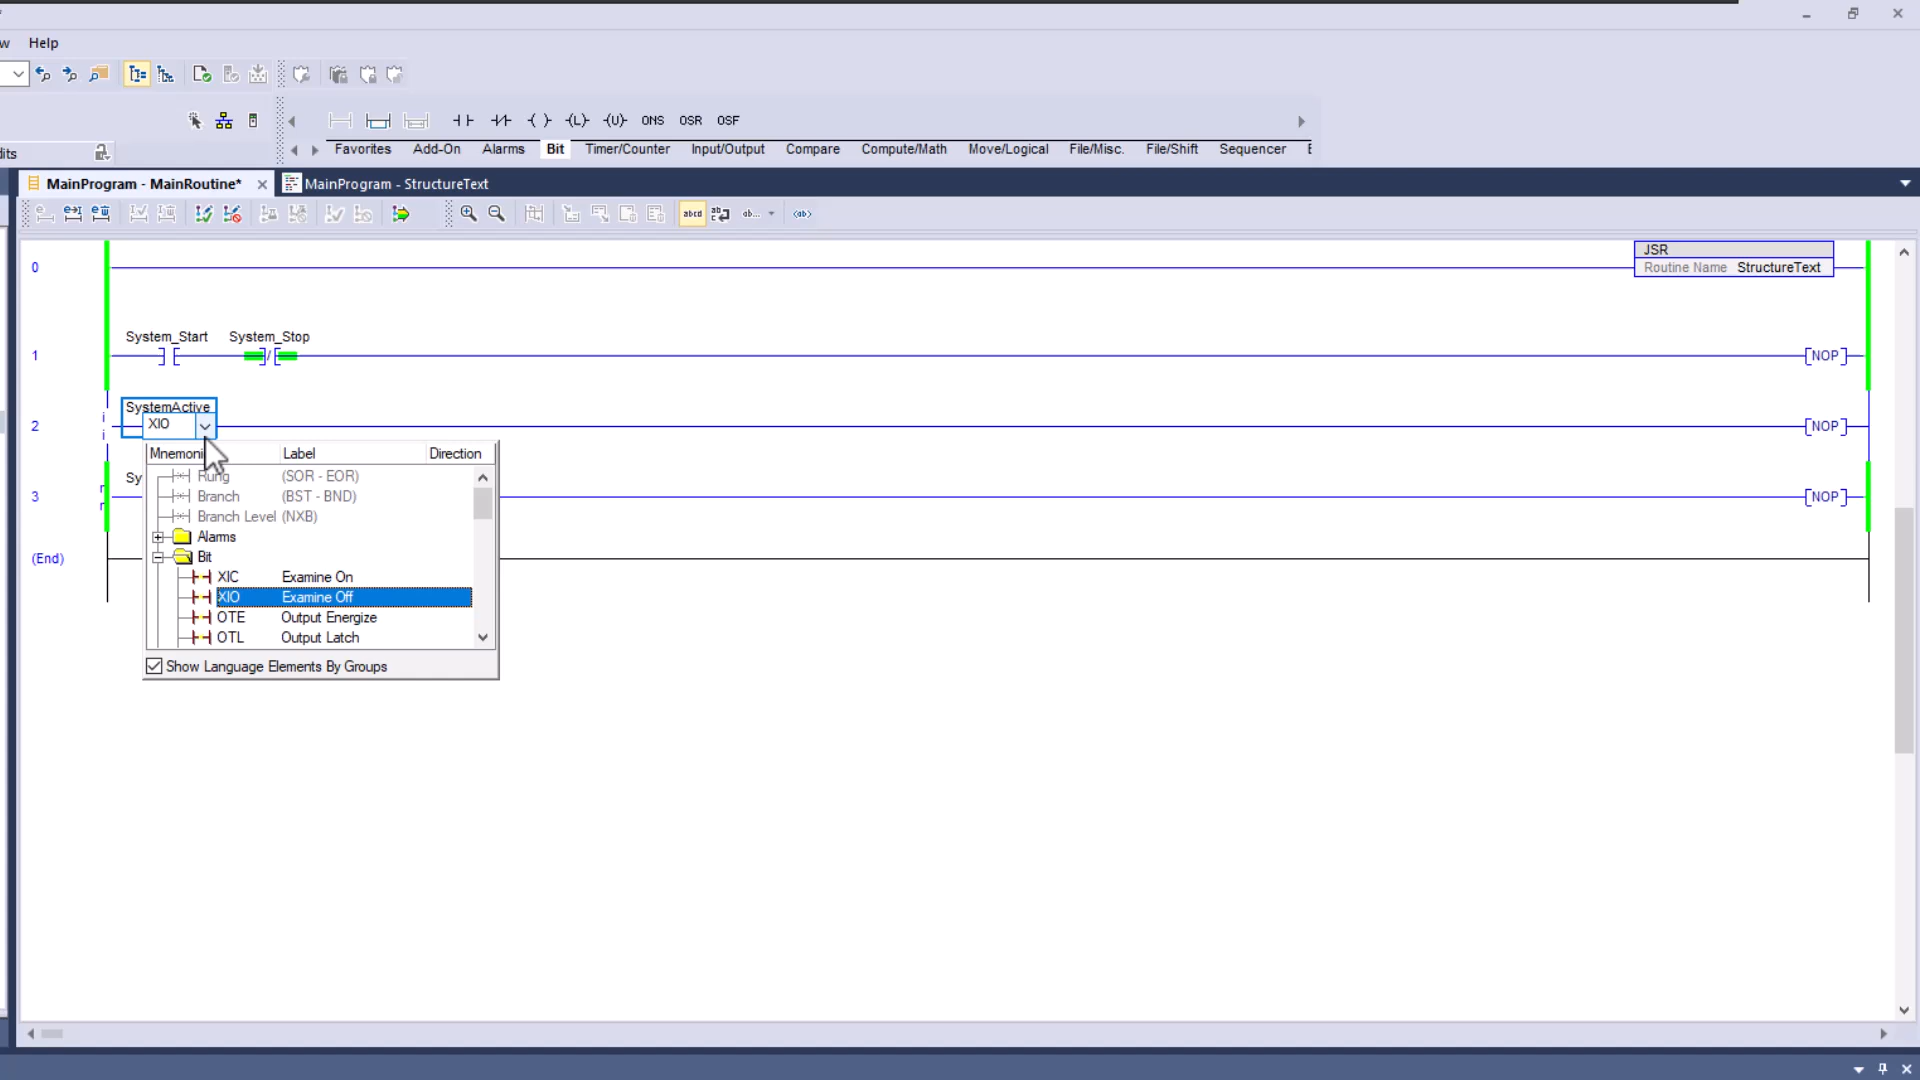 w Help
ONS OSR OSF
dits
Favorites Add-On Alarms Bit Timer/Counter Input/Output Compare Compute/Math Move/Logical File/Misc. File/Shift Sequencer
MainProgram - MainRoutine* MainProgram - StructureText
abcd ab...
JSR
0 Routine Name StructureText
System_Start System_Stop
1 NOP
SystemActive
2 XIO NOP
i
i
Mnemoni Label Direction
Rung (SOR - EOR)
Sy
3 Branch (BST - BND) NOP
r
r
Branch Level (NXB)
Alarms
(End) Bit
XIC Examine On
XIO Examine Off
OTE Output Energize
OTL Output Latch
Show Language Elements By Groups